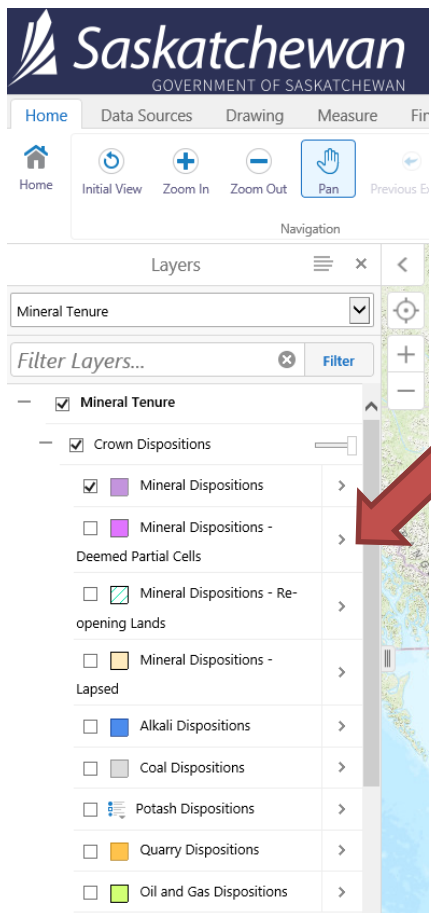 Saskatchewan
GOVERNMENT OF SASKATCHEWAN
Home Data Sources Drawing Measure
Home Initial View Zoom In Zoom Out Pan Previous
Navigation
Layers
Mineral Tenure
Filter Layers... Filter
Mineral Tenure
Crown Dispositions
Mineral Dispositions
Mineral Dispositions -
Deemed Partial Cells
Mineral Dispositions - Re-
opening Lands
Mineral Dispositions -
Lapsed
Alkali Dispositions
Coal Dispositions
Potash Dispositions
Quarry Dispositions
Oil and Gas Dispositions